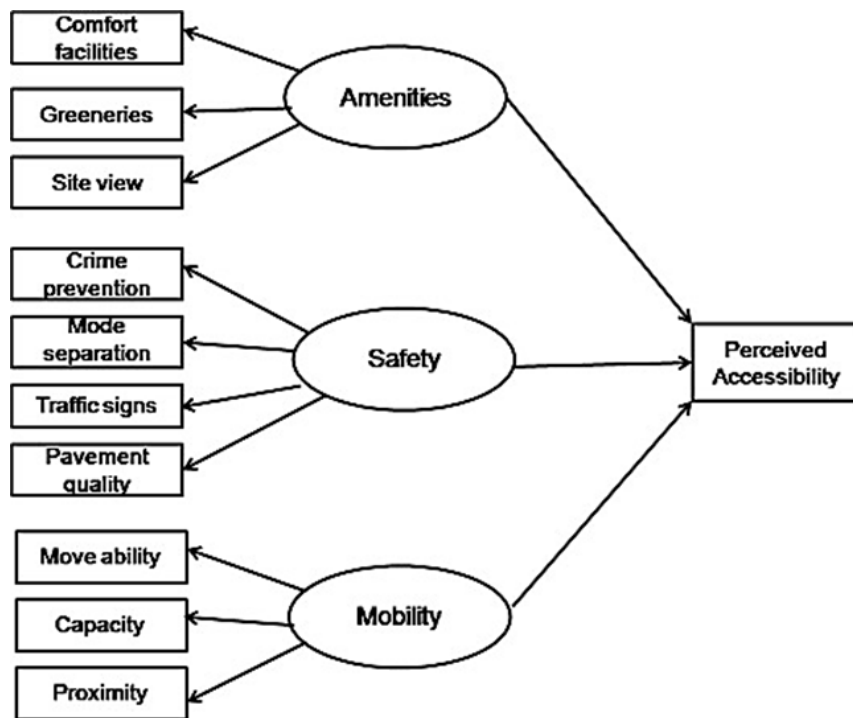 Comfort
facilities
Greeneries
Site view
Amenities
Crime
prevention
Mode
separation
Traffic signs
Pavement
quality
Safety
Perceived
Accessibility
Move ability
Capacity
Proximity
Mobility